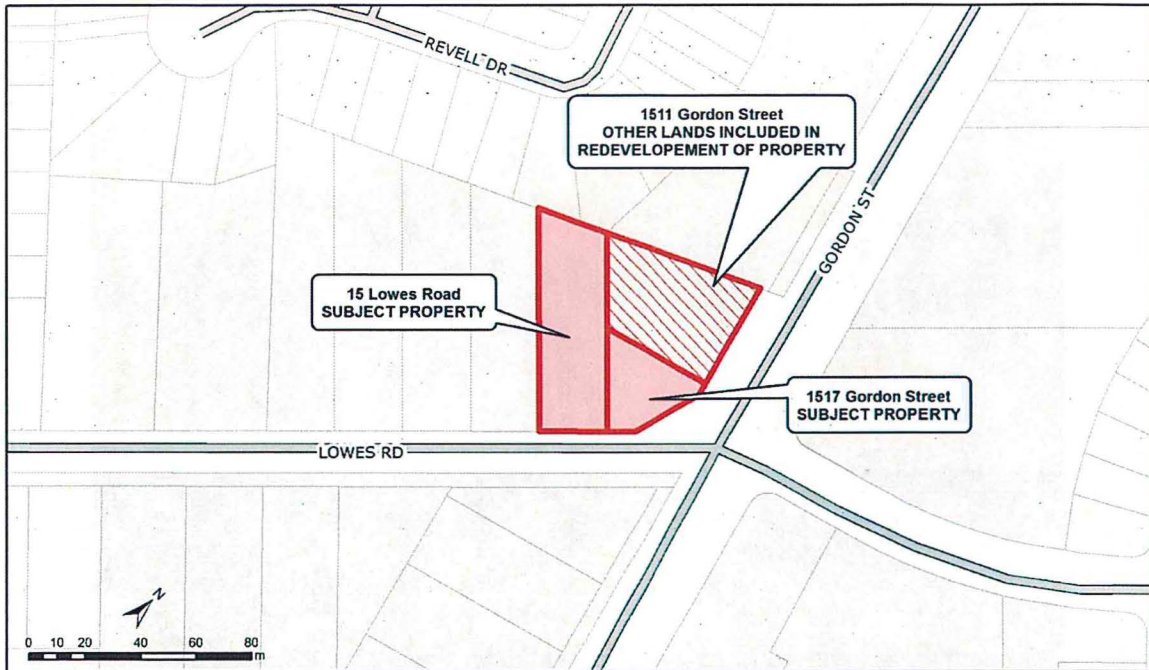 REVELL DR
1511 Gordon Street
OTHER LANDS INCLUDED IN
REDEVELOPEMENT OF PROPERTY
GORDON ST
15 Lowes Road
SUBJECT PROPERTY
1517 Gordon Street
SUBJECT PROPERTY
LOWES RD
N
0 10 20 40 60 80
m